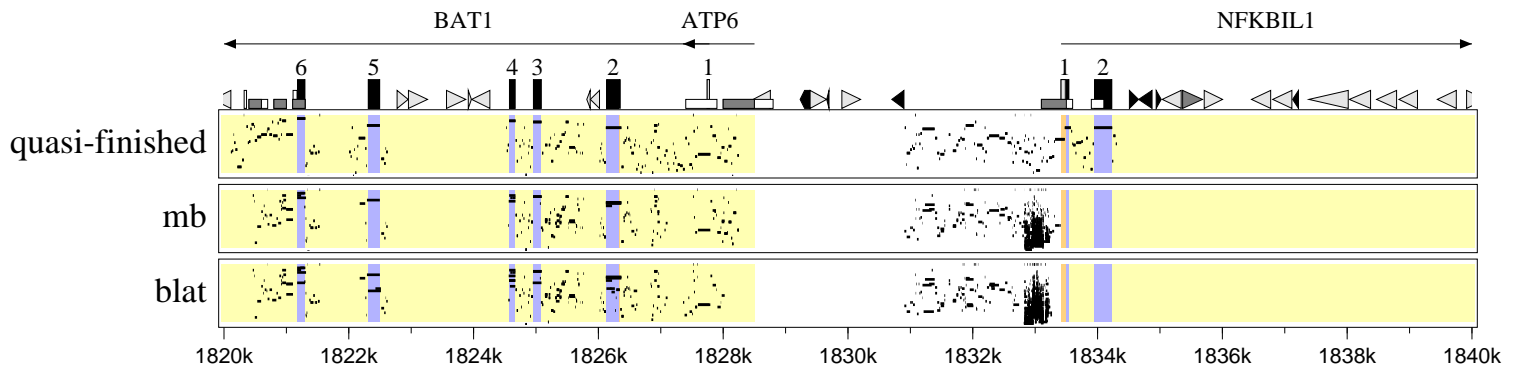 BAT1 ATP6 NFKBIL1
6 5 4 3 2 1 1 2
quasi-finished
mb
blat
1820k 1822k 1824k 1826k 1828k 1830k 1832k 1834k 1836k 1838k 1840k